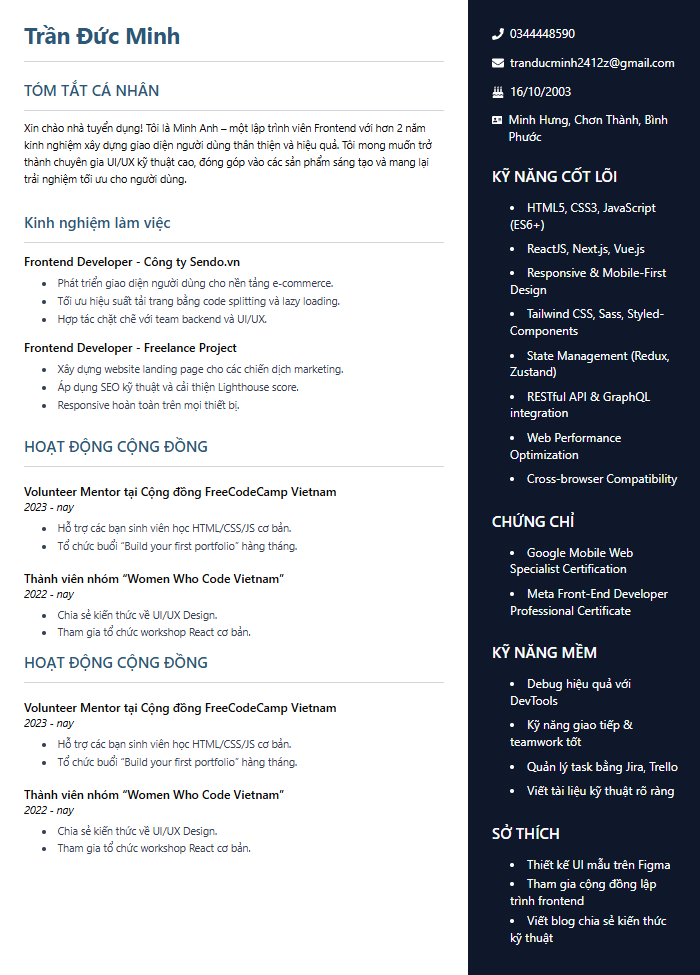 Trần Đức Minh
TÓM TẮT CÁ NHÂN
Xin chào nhà tuyển dụng! Tôi là Minh Anh – một lập trình viên Frontend với hơn 2 năm
kinh nghiệm xây dựng giao diện người dùng thân thiện và hiệu quả. Tôi mong muốn trở
thành chuyên gia UI/UX kỹ thuật cao, đóng góp vào các sản phẩm sáng tạo và mang lại
trải nghiệm tối ưu cho người dùng.
Kinh nghiệm làm việc
Frontend Developer - Công ty Sendo.vn
• Phát triển giao diện người dùng cho nền tảng e-commerce.
• Tối ưu hiệu suất tải trang bằng code splitting và lazy loading.
• Hợp tác chặt chẽ với team backend và UI/UX.
Frontend Developer - Freelance Project
• Xây dựng website landing page cho các chiến dịch marketing.
• Áp dụng SEO kỹ thuật và cải thiện Lighthouse score.
• Responsive hoàn toàn trên mọi thiết bị.
HOẠT ĐỘNG CỘNG ĐỒNG
Volunteer Mentor tại Cộng đồng FreeCodeCamp Vietnam
2023 - nay
• Hỗ trợ các bạn sinh viên học HTML/CSS/JS cơ bản.
• Tổ chức buổi “Build your first portfolio” hàng tháng.
Thành viên nhóm “Women Who Code Vietnam”
2022 - nay
• Chia sẻ kiến thức về UI/UX Design.
• Tham gia tổ chức workshop React cơ bản.
HOẠT ĐỘNG CỘNG ĐỒNG
Volunteer Mentor tại Cộng đồng FreeCodeCamp Vietnam
2023 - nay
• Hỗ trợ các bạn sinh viên học HTML/CSS/JS cơ bản.
• Tổ chức buổi “Build your first portfolio” hàng tháng.
Thành viên nhóm “Women Who Code Vietnam”
2022 - nay
• Chia sẻ kiến thức về UI/UX Design.
• Tham gia tổ chức workshop React cơ bản.
0344448590
tranducminh2412z@gmail.com
16/10/2003
Minh Hưng, Chơn Thành, Bình
Phước
KỸ NĂNG CỐT LÕI
• HTML5, CSS3, JavaScript
(ES6+)
• ReactJS, Next.js, Vue.js
• Responsive & Mobile-First
Design
• Tailwind CSS, Sass, Styled-
Components
• State Management (Redux,
Zustand)
• RESTful API & GraphQL
integration
• Web Performance
Optimization
• Cross-browser Compatibility
CHỨNG CHỈ
• Google Mobile Web
Specialist Certification
• Meta Front-End Developer
Professional Certificate
KỸ NĂNG MỀM
• Debug hiệu quả với
DevTools
• Kỹ năng giao tiếp &
teamwork tốt
• Quản lý task bằng Jira, Trello
• Viết tài liệu kỹ thuật rõ ràng
SỞ THÍCH
• Thiết kế UI mẫu trên Figma
• Tham gia cộng đồng lập
trình frontend
• Viết blog chia sẻ kiến thức
kỹ thuật